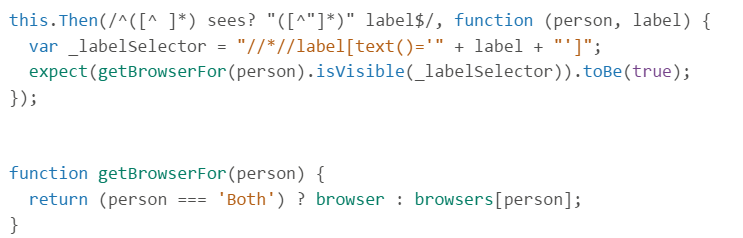 this.Then(/^([^ ]*) sees? "([^"]*)" label$/, function (person, label) {
  var _labelSelector = "//*//label[text()='" + label + "']";
  expect(getBrowserFor(person).isVisible(_labelSelector)).toBe(true);
});
function getBrowserFor(person) {
  return (person === 'Both') ? browser : browsers[person];
}